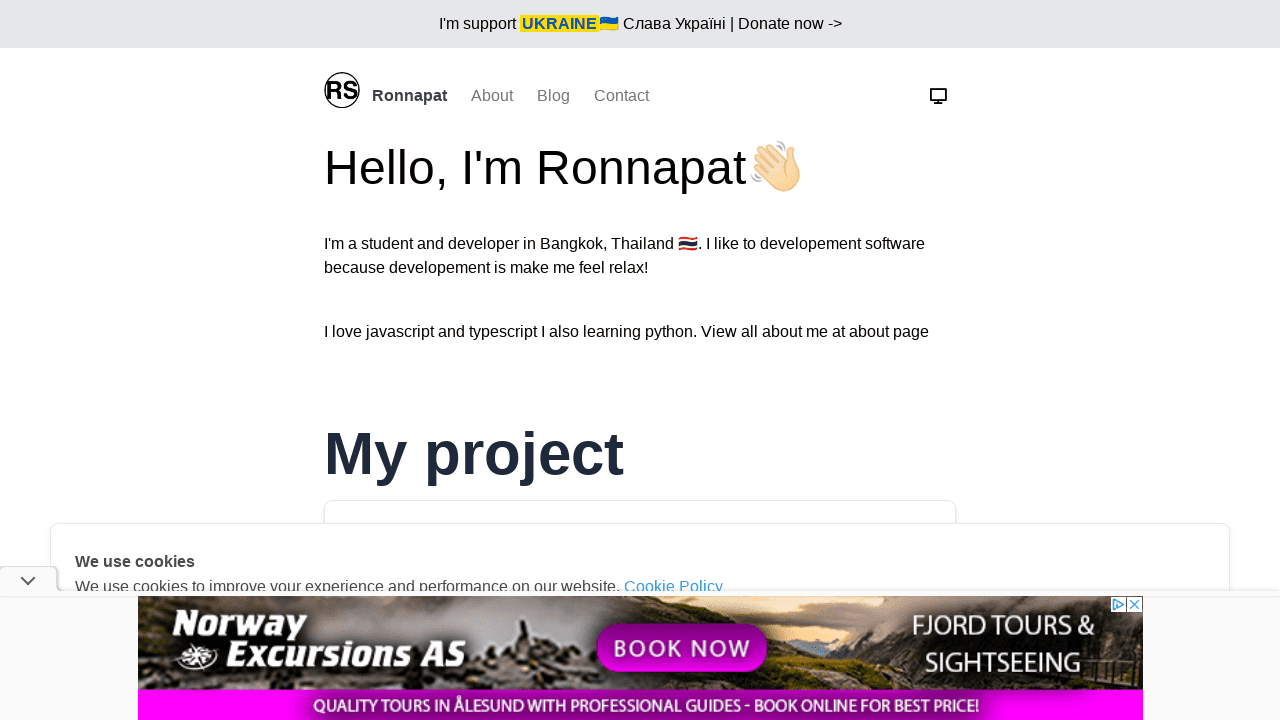 I'm support UKRAINE🇺🇦 Слава Україні | Donate now ->
RS Ronnapat About Blog Contact
Hello, I'm Ronnapat👋🏻
I'm a student and developer in Bangkok, Thailand 🇹🇭. I like to developement software
because developement is make me feel relax!
I love javascript and typescript I also learning python. View all about me at about page
My project
We use cookies
We use cookies to improve your experience and performance on our website. Cookie Policy
Norway
Excursions AS
BOOK NOW
FJORD TOURS &
SIGHTSEEING
QUALITY TOURS IN ÅLESUND WITH PROFESSIONAL GUIDES - BOOK ONLINE FOR BEST PRICE!